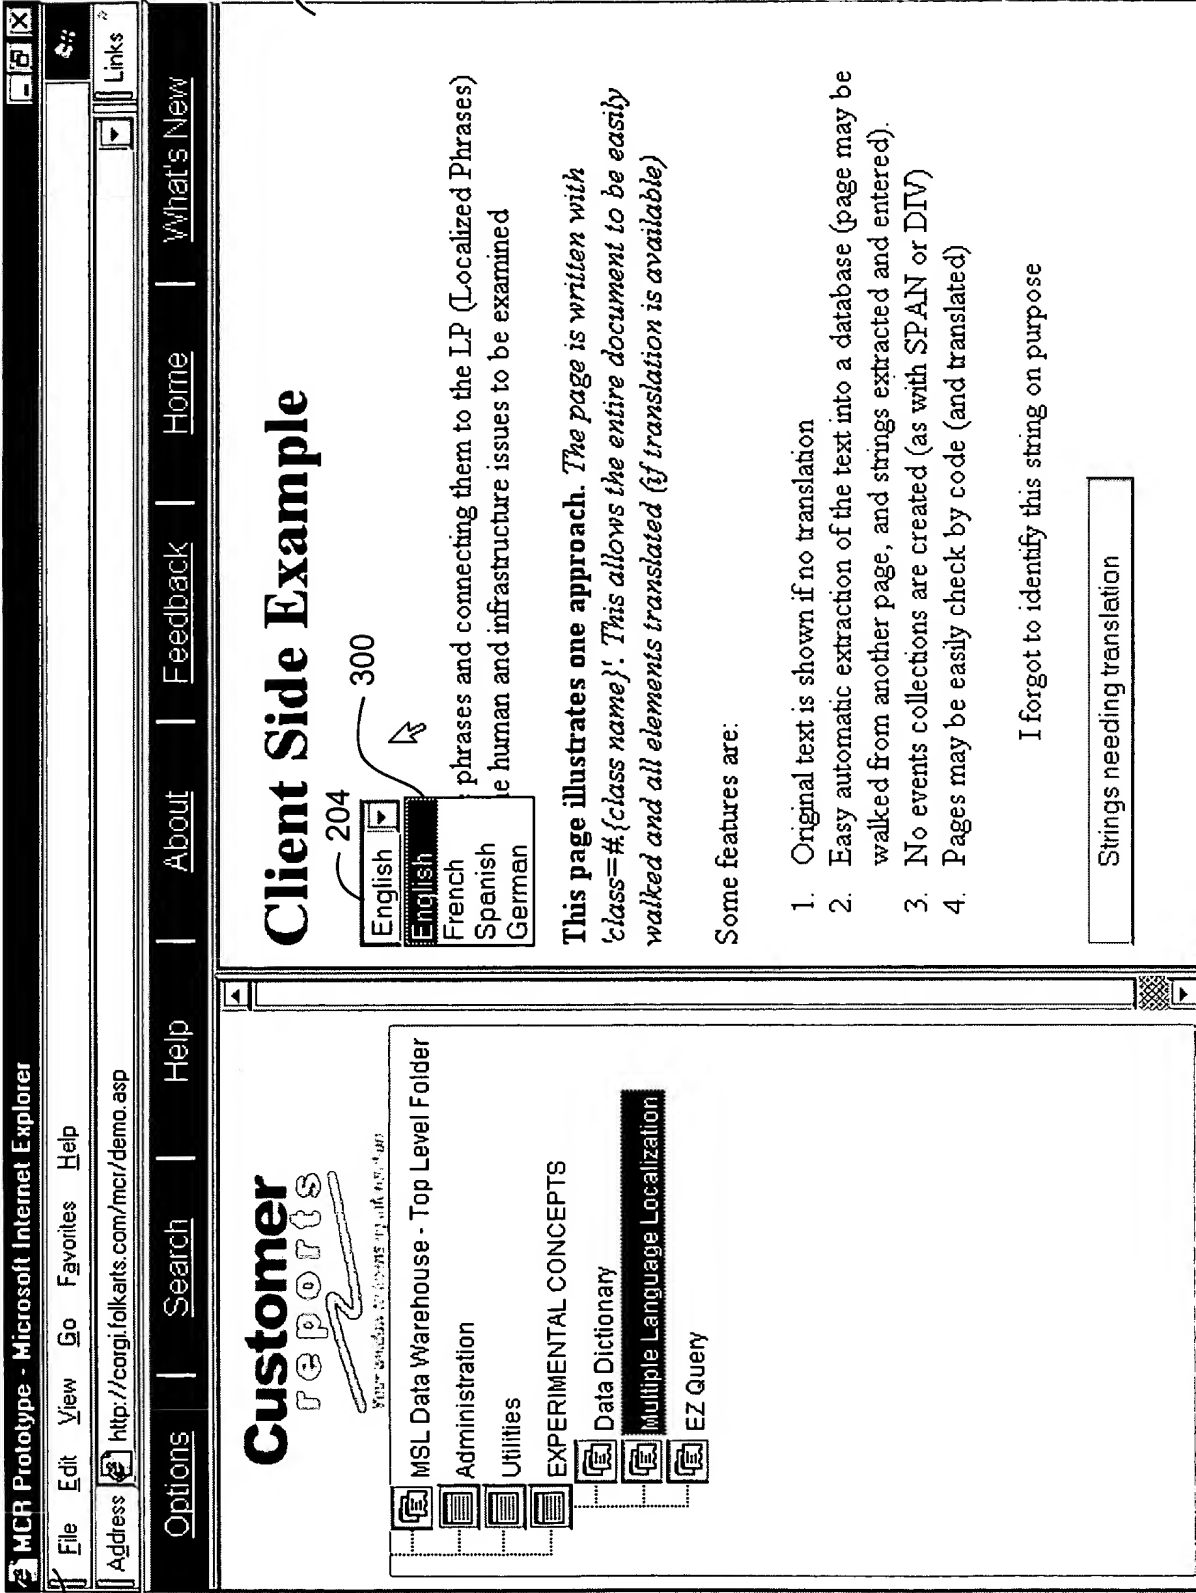 MCR Prototype - Microsoft Internet Explorer
File Edit View Go Favorites Help
Address http://corgi.folkarts.com/mcr/demo.asp Links »
Options | Search | Help | About | Feedback | Home | What's New
Customer
reports
MSL Data Warehouse - Top Level Folder
Administration
Utilities
EXPERIMENTAL CONCEPTS
Data Dictionary
Multiple Language Localization
EZ Query
Client Side Example
204
300
English
English
French
Spanish
German
phrases and connecting them to the LP (Localized Phrases)
e human and infrastructure issues to be examined
This page illustrates one approach. The page is written with
'class=#.{class name}'. This allows the entire document to be easily
walked and all elements translated (if translation is available)
Some features are:
1. Original text is shown if no translation
2. Easy automatic extraction of the text into a database (page may be
walked from another page, and strings extracted and entered).
3. No events collections are created (as with SPAN or DIV)
4. Pages may be easily check by code (and translated)
I forgot to identify this string on purpose
Strings needing translation